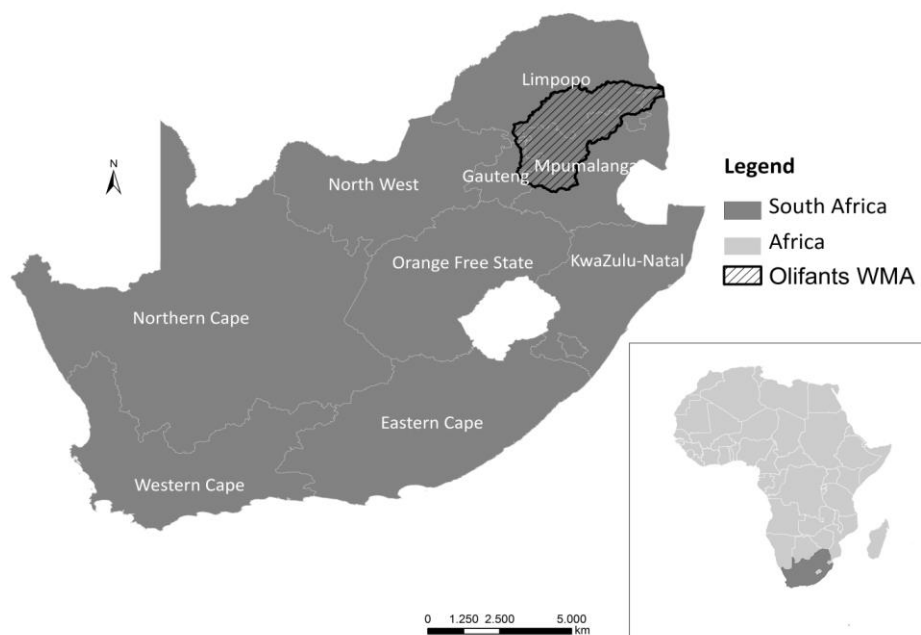 Limpopo
N
Mpumalanga
Gauteng
North West
Legend
South Africa
Africa
Olifants WMA
Orange Free State
KwaZulu-Natal
Northern Cape
Eastern Cape
Western Cape
0 1.250 2.500 5.000
km